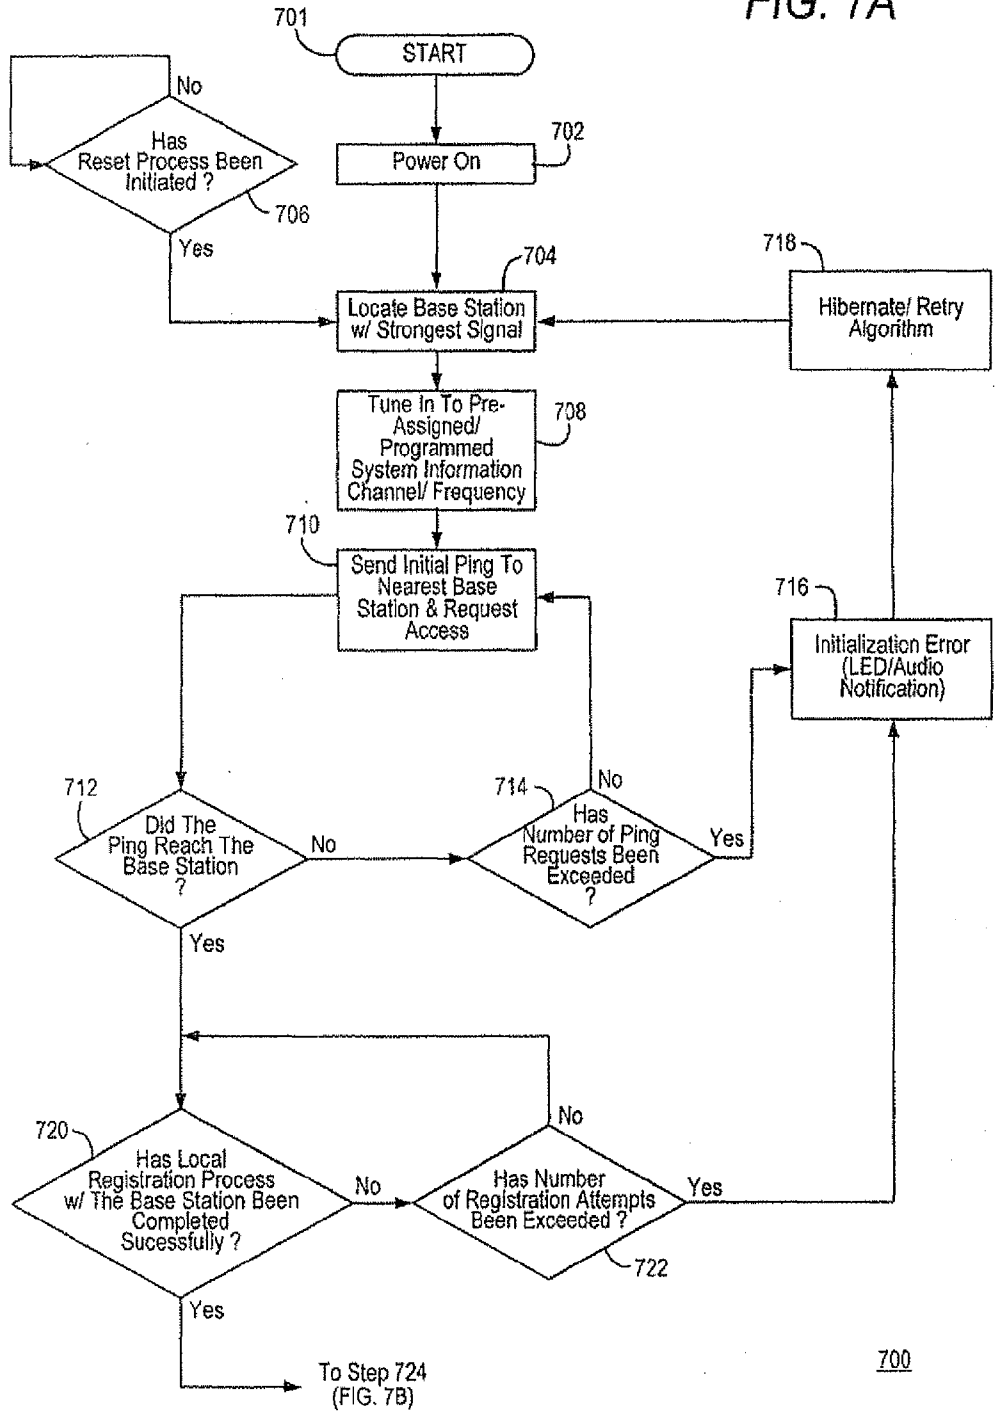 FIG. 7A
701
START
702
Power On
No
Has
Reset Process Been
Initiated ?
706
Yes
704
Locate Base Station
w/ Strongest Signal
718
Hibernate/ Retry
Algorithm
708
Tune In To Pre-
Assigned/
Programmed
System Information
Channel/ Frequency
710
Send Initial Ping To
Nearest Base
Station & Request
Access
716
Initialization Error
(LED/Audio
Notification)
712
Did The
Ping Reach The
Base Station
?
No
Yes
714
No
Has
Number of Ping
Requests Been
Exceeded
?
Yes
720
Has Local
Registration Process
w/ The Base Station Been
Completed
Sucessfully ?
No
Yes
No
Has Number
of Registration Attempts
Been Exceeded ?
Yes
722
To Step 724
(FIG. 7B)
700